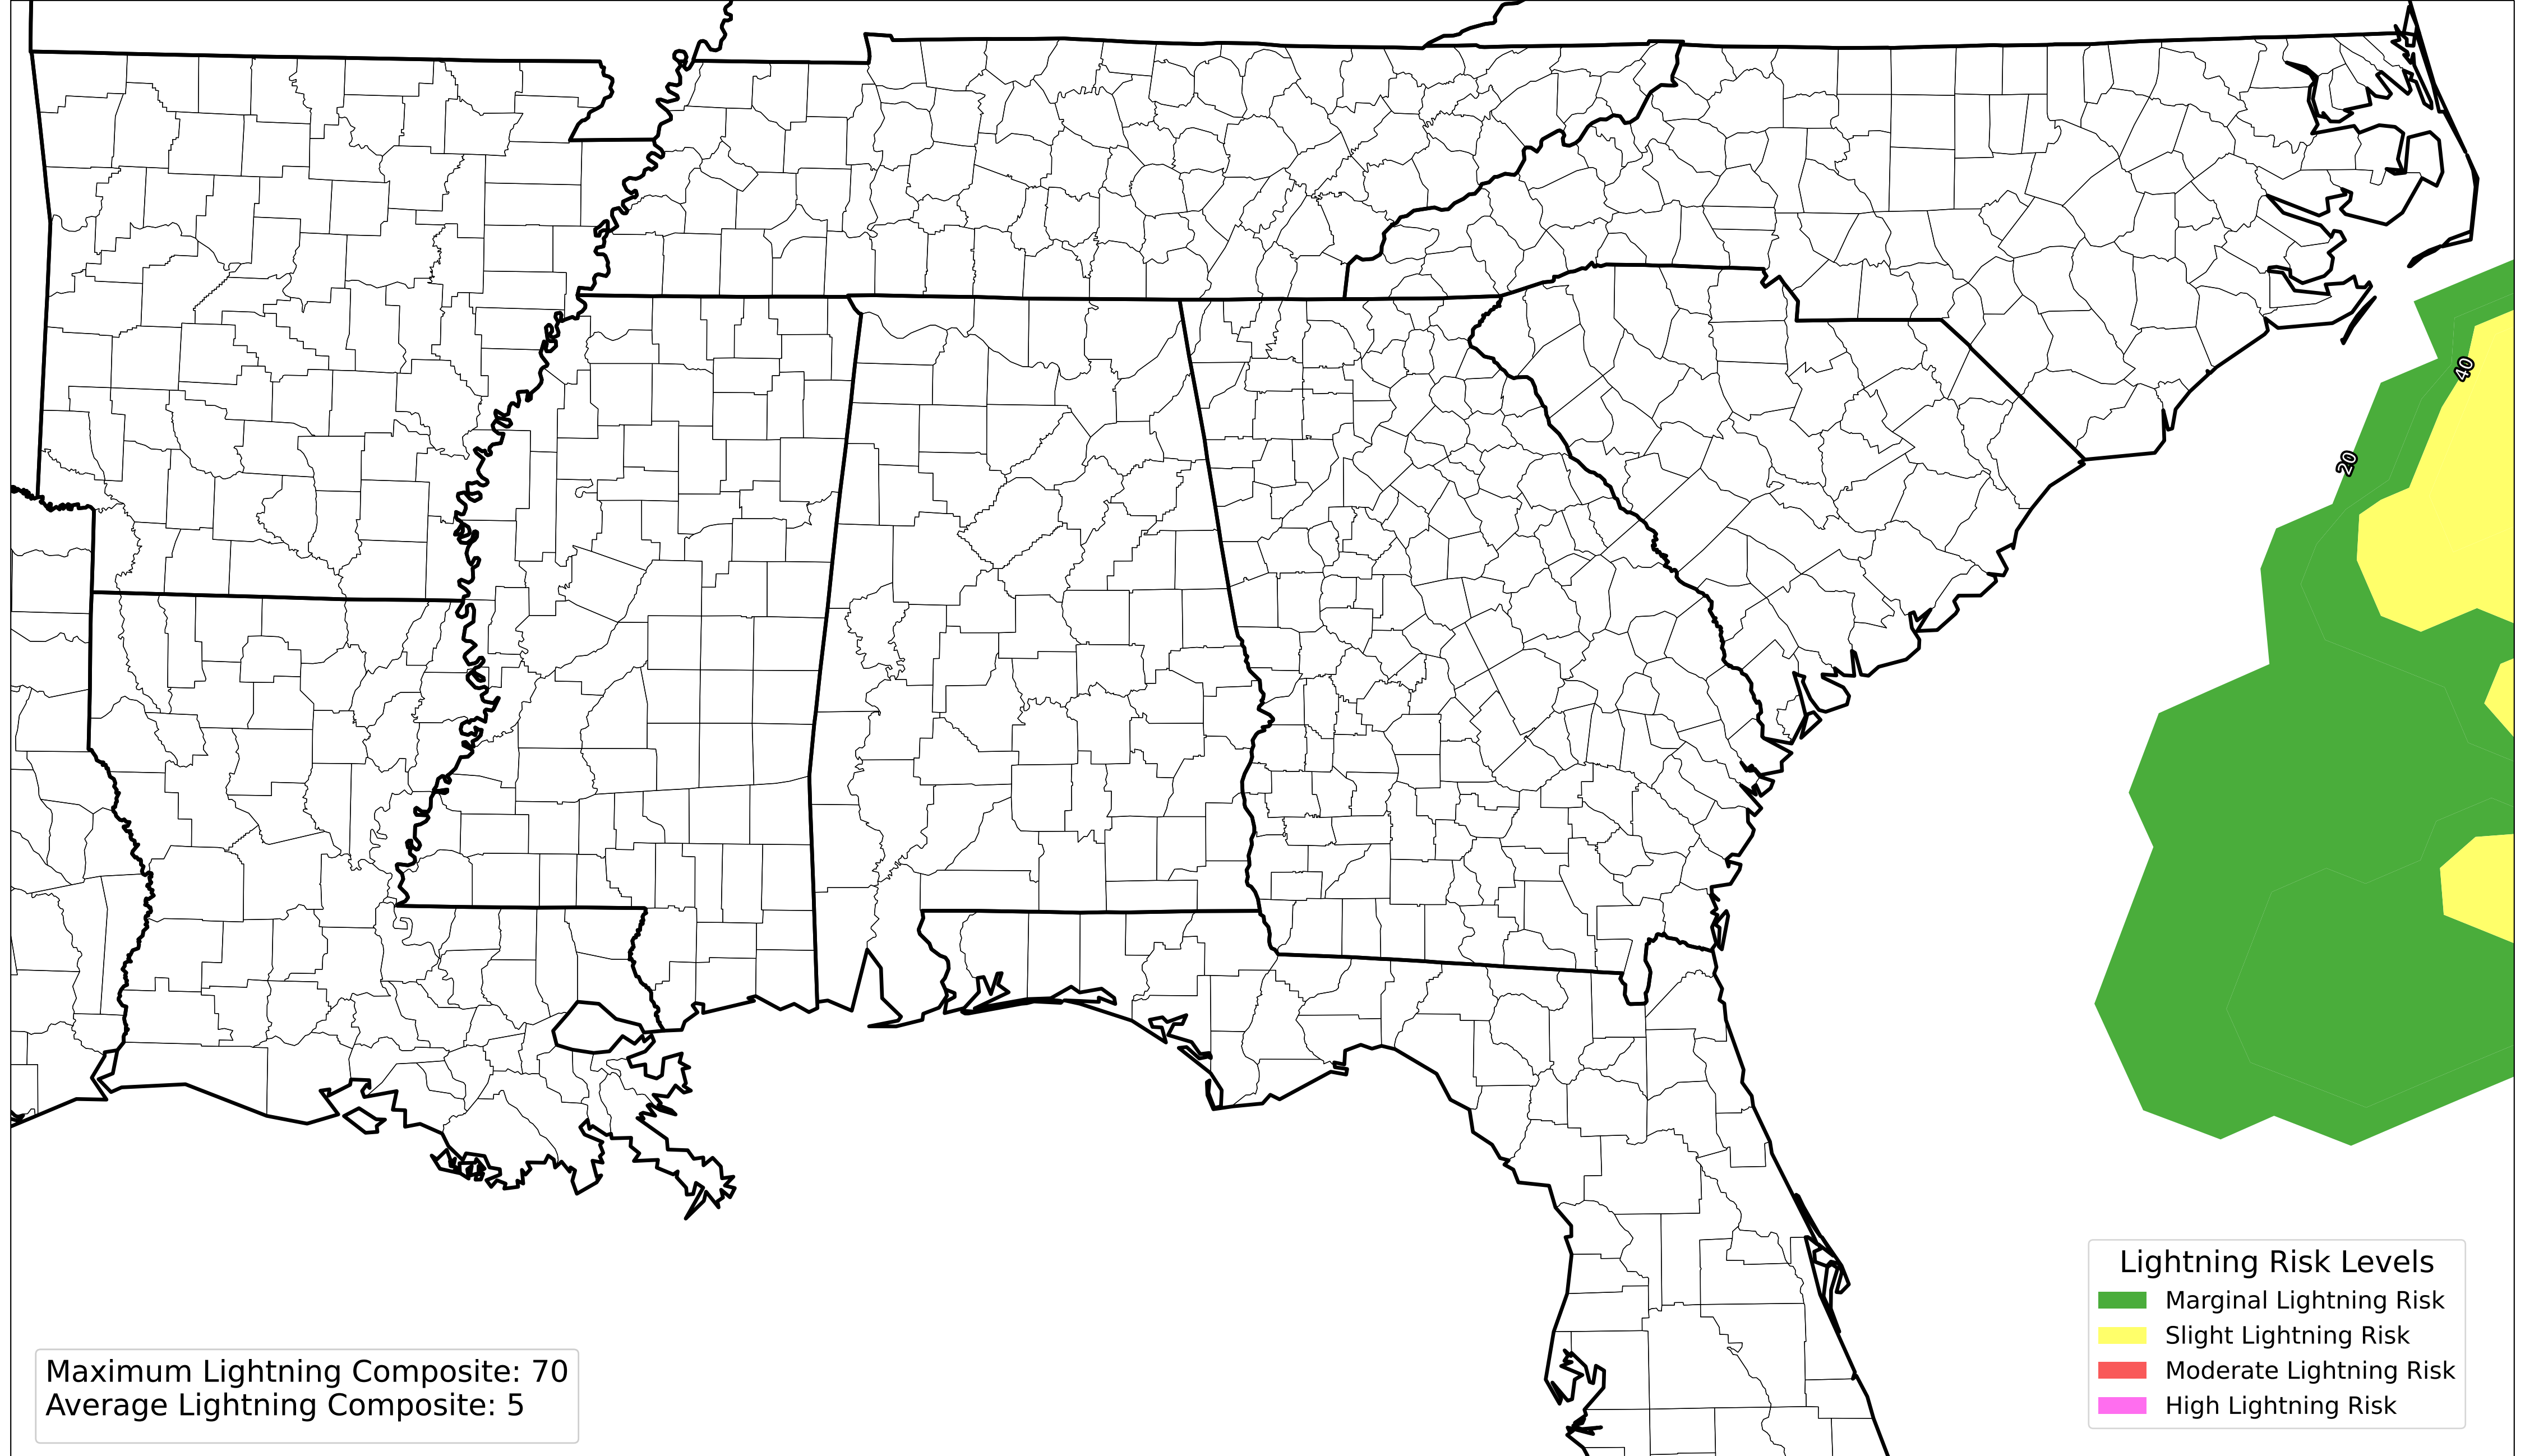 40
20
Lightning Risk Levels
Marginal Lightning Risk
Slight Lightning Risk
Moderate Lightning Risk
High Lightning Risk
Maximum Lightning Composite: 70
Average Lightning Composite: 5